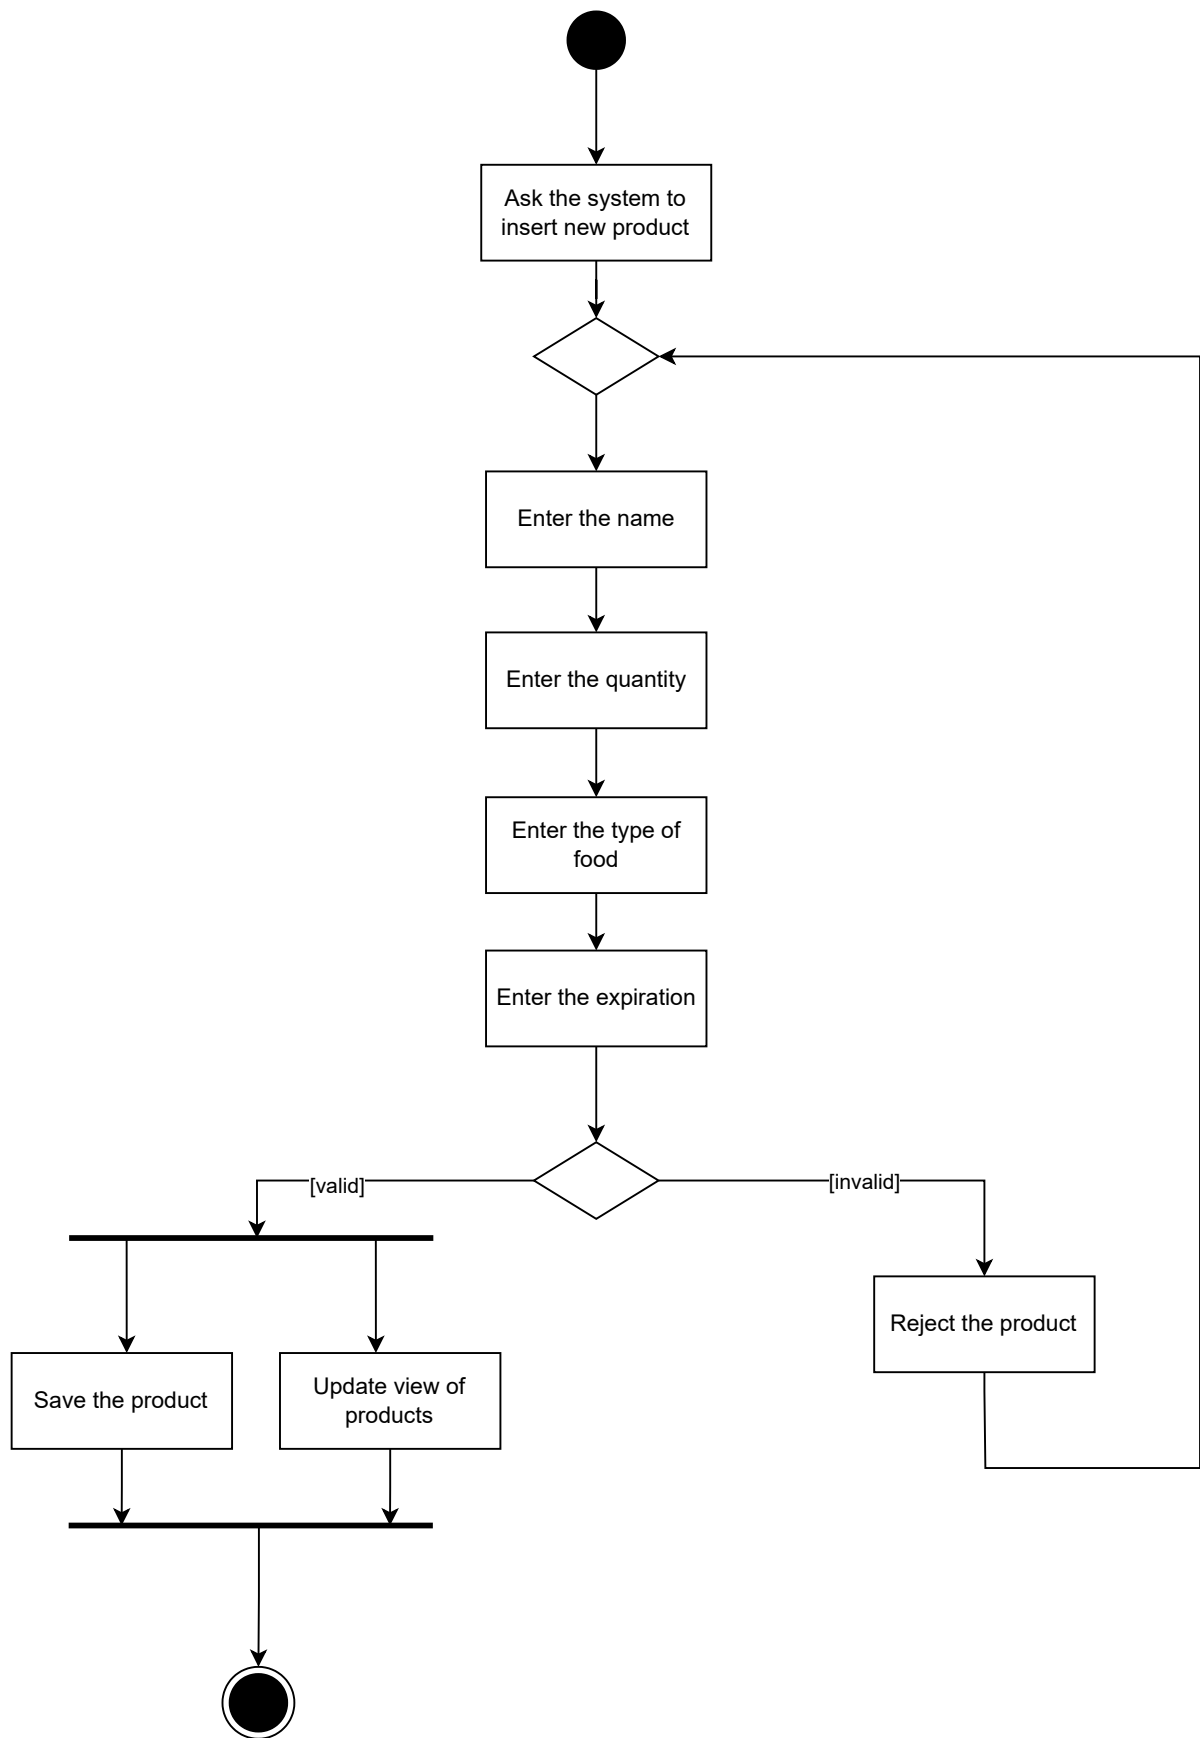 Ask the system to
insert new product
Enter the name
Enter the quantity
Enter the type of
food
Enter the expiration
[valid]
[invalid]
Reject the product
Save the product
Update view of
products